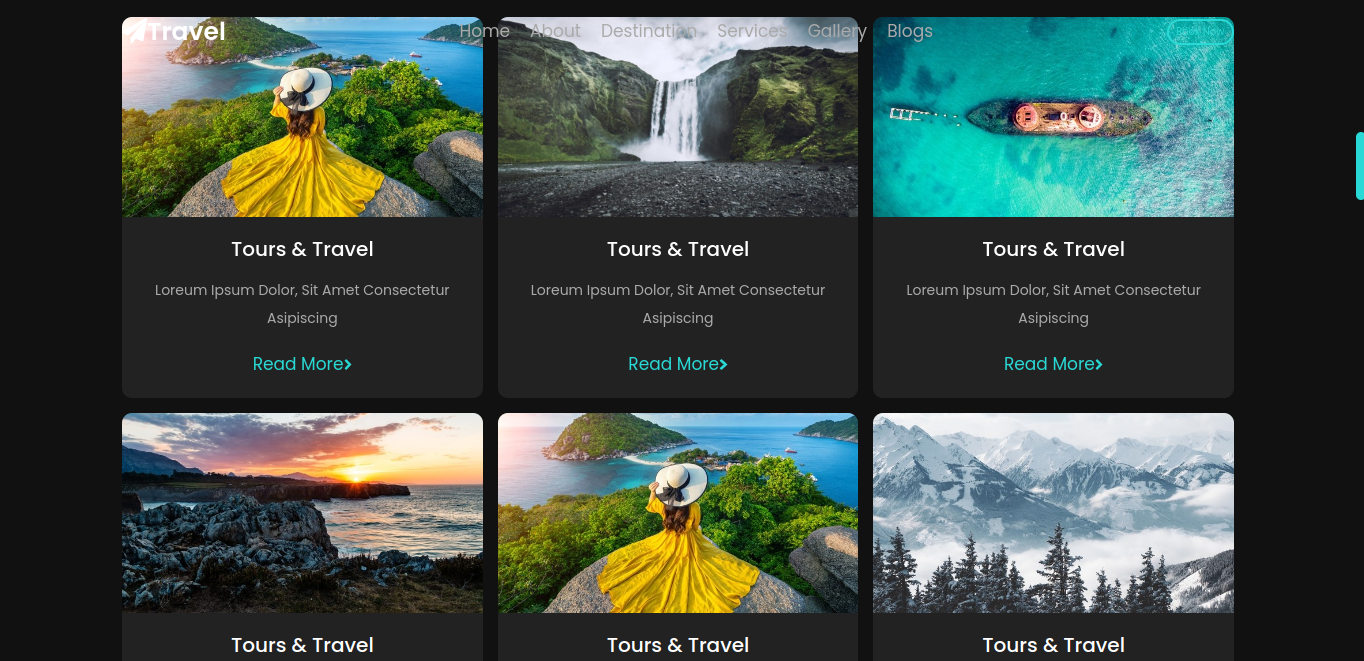 Travel
Home About Destination Services Gallery Blogs
Tours & Travel Tours & Travel Tours & Travel
Loreum Ipsum Dolor, Sit Amet Consectetur Loreum Ipsum Dolor, Sit Amet Consectetur Loreum Ipsum Dolor, Sit Amet Consectetur
Asipiscing Asipiscing Asipiscing
Read More Read More Read More
Tours & Travel Tours & Travel Tours & Travel